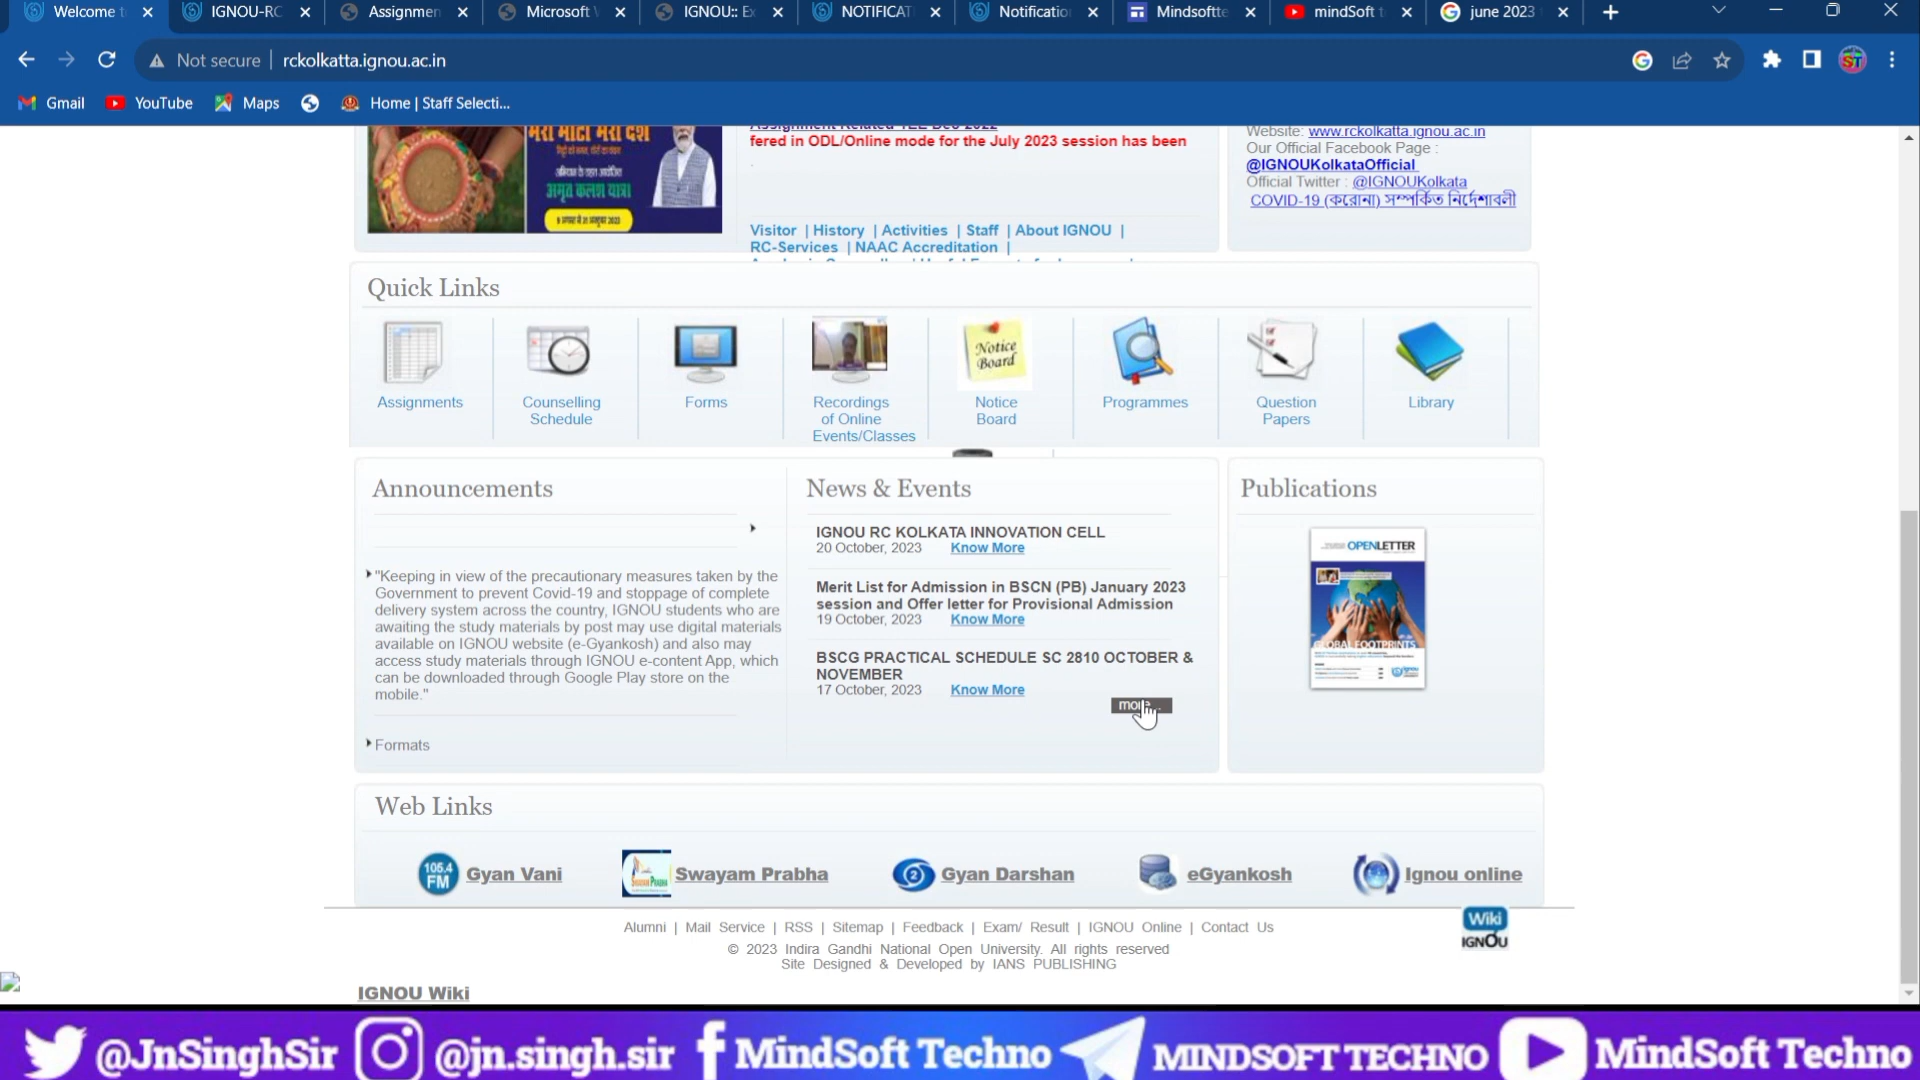 Welcome t
IGNOU-RC
Assignmen
Microsoft
IGNOU:: E
NOTIFICAT
Notification
Mindsoftte
mindSoft t
june 2023
Not secure
rckolkatta.ignou.ac.in
Gmail
YouTube
Maps
Home | Staff Selecti...
मेरी माटी मेरा देश
अमृत कलश यात्रा
Assignment Related TEE Dec 2022
fered in ODL/Online mode for the July 2023 session has been
Visitor | History | Activities | Staff | About IGNOU |
RC-Services | NAAC Accreditation |
Website: www.rckolkatta.ignou.ac.in
Our Official Facebook Page :
@IGNOUKolkataOfficial
Official Twitter : @IGNOUKolkata
COVID-19 (করোনা) সম্পর্কিত নির্দেশাবলী
Quick Links
Assignments
Counselling
Schedule
Forms
Recordings
of Online
Events/Classes
Notice
Board
Notice
Board
Programmes
Question
Papers
Library
Announcements
"Keeping in view of the precautionary measures taken by the
Government to prevent Covid-19 and stoppage of complete
delivery system across the country, IGNOU students who are
awaiting the study materials by post may use digital materials
available on IGNOU website (e-Gyankosh) and also may
access study materials through IGNOU e-content App, which
can be downloaded through Google Play store on the
mobile."
Formats
News & Events
IGNOU RC KOLKATA INNOVATION CELL
20 October, 2023 Know More
Merit List for Admission in BSCN (PB) January 2023
session and Offer letter for Provisional Admission
19 October, 2023 Know More
BSCG PRACTICAL SCHEDULE SC 2810 OCTOBER &
NOVEMBER
17 October, 2023 Know More
more...
Publications
OPENLETTER
GLOBAL FOOTPRINTS
Web Links
105.4
FM
Gyan Vani
Swayam Prabha
Gyan Darshan
eGyankosh
Ignou online
Alumni | Mail Service | RSS | Sitemap | Feedback | Exam/ Result | IGNOU Online | Contact Us
© 2023 Indira Gandhi National Open University. All rights reserved
Site Designed & Developed by IANS PUBLISHING
Wiki
IGNOU
IGNOU Wiki
@JnSinghSir
@jn.singh.sir
MindSoft Techno
MINDSOFT TECHNO
MindSoft Techno